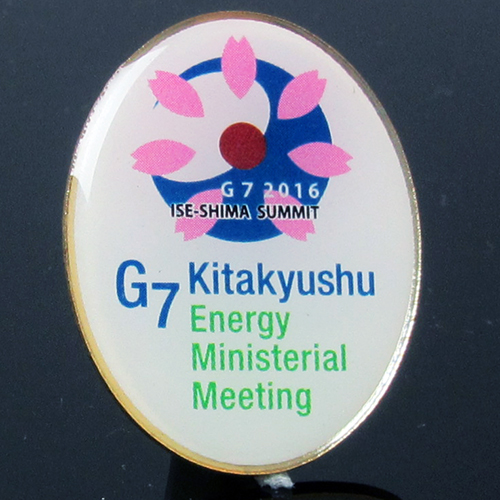 G7 2016
ISE-SHIMA SUMMIT
G7 Kitakyushu
Energy
Ministerial
Meeting